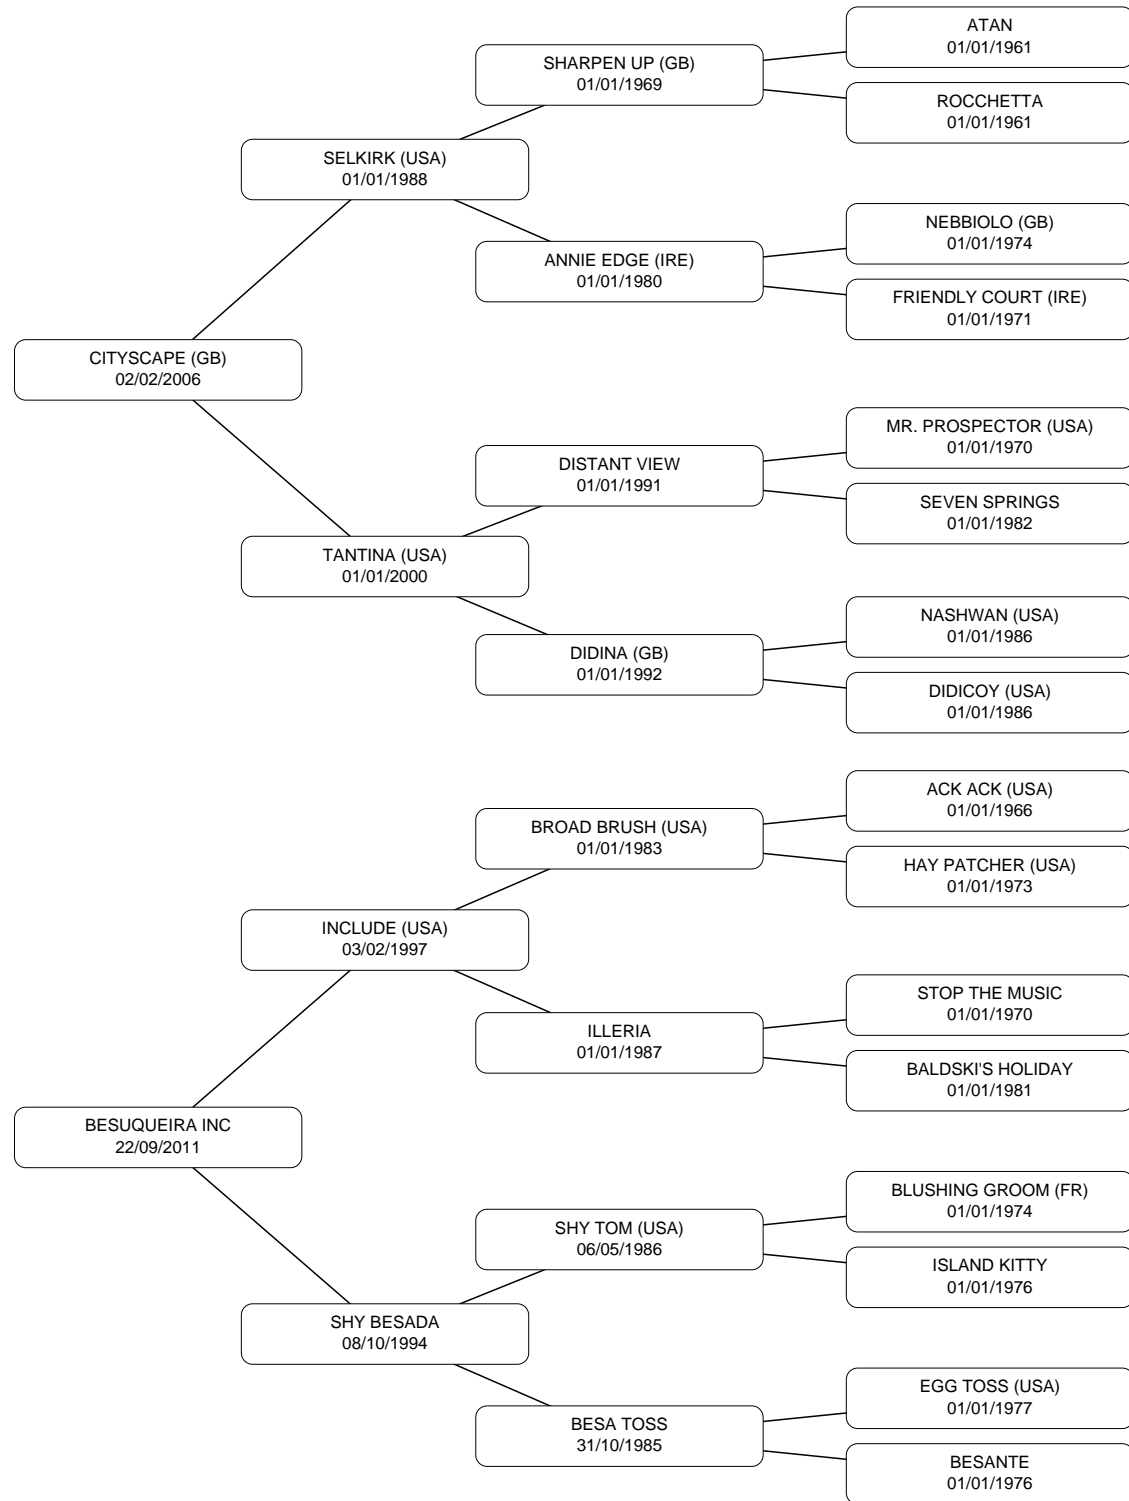 ATAN
01/01/1961
SHARPEN UP (GB)
01/01/1969
ROCCHETTA
01/01/1961
SELKIRK (USA)
01/01/1988
NEBBIOLO (GB)
01/01/1974
ANNIE EDGE (IRE)
01/01/1980
FRIENDLY COURT (IRE)
01/01/1971
CITYSCAPE (GB)
02/02/2006
MR. PROSPECTOR (USA)
01/01/1970
DISTANT VIEW
01/01/1991
SEVEN SPRINGS
01/01/1982
TANTINA (USA)
01/01/2000
NASHWAN (USA)
01/01/1986
DIDINA (GB)
01/01/1992
DIDICOY (USA)
01/01/1986
ACK ACK (USA)
01/01/1966
BROAD BRUSH (USA)
01/01/1983
HAY PATCHER (USA)
01/01/1973
INCLUDE (USA)
03/02/1997
STOP THE MUSIC
01/01/1970
ILLERIA
01/01/1987
BALDSKI'S HOLIDAY
01/01/1981
BESUQUEIRA INC
22/09/2011
BLUSHING GROOM (FR)
01/01/1974
SHY TOM (USA)
06/05/1986
ISLAND KITTY
01/01/1976
SHY BESADA
08/10/1994
EGG TOSS (USA)
01/01/1977
BESA TOSS
31/10/1985
BESANTE
01/01/1976